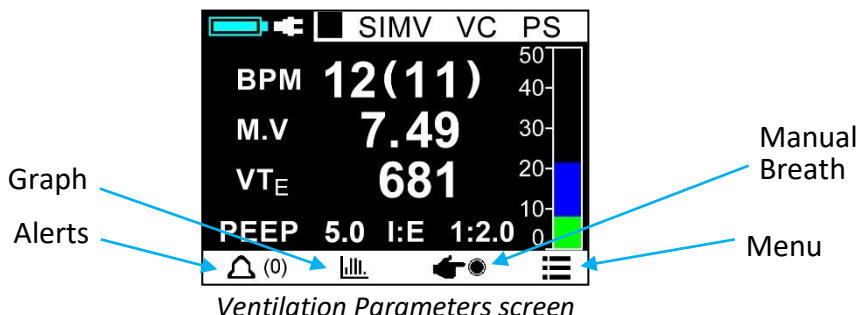 SIMV VC PS
50
BPM 12(11) 40-
M.V 7.49 30-
VTE 681 20-
10-
PEEP 5.0 I:E 1:2.0 0
(0)
Graph
Alerts
Manual
Breath
Menu
Ventilation Parameters screen